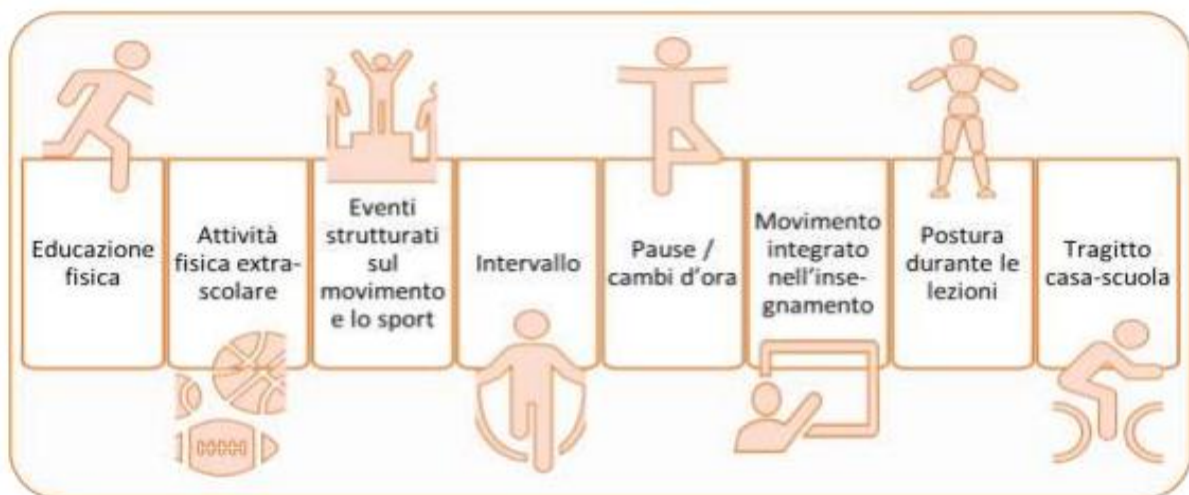 Educazione
fisica
Attività
fisica extra-
scolare
Eventi
strutturati
sul
movimento
e lo sport
Intervallo
Pause /
cambi d'ora
Movimento
integrato
nell'inse-
gnamento
Postura
durante le
lezioni
Tragitto
casa-scuola